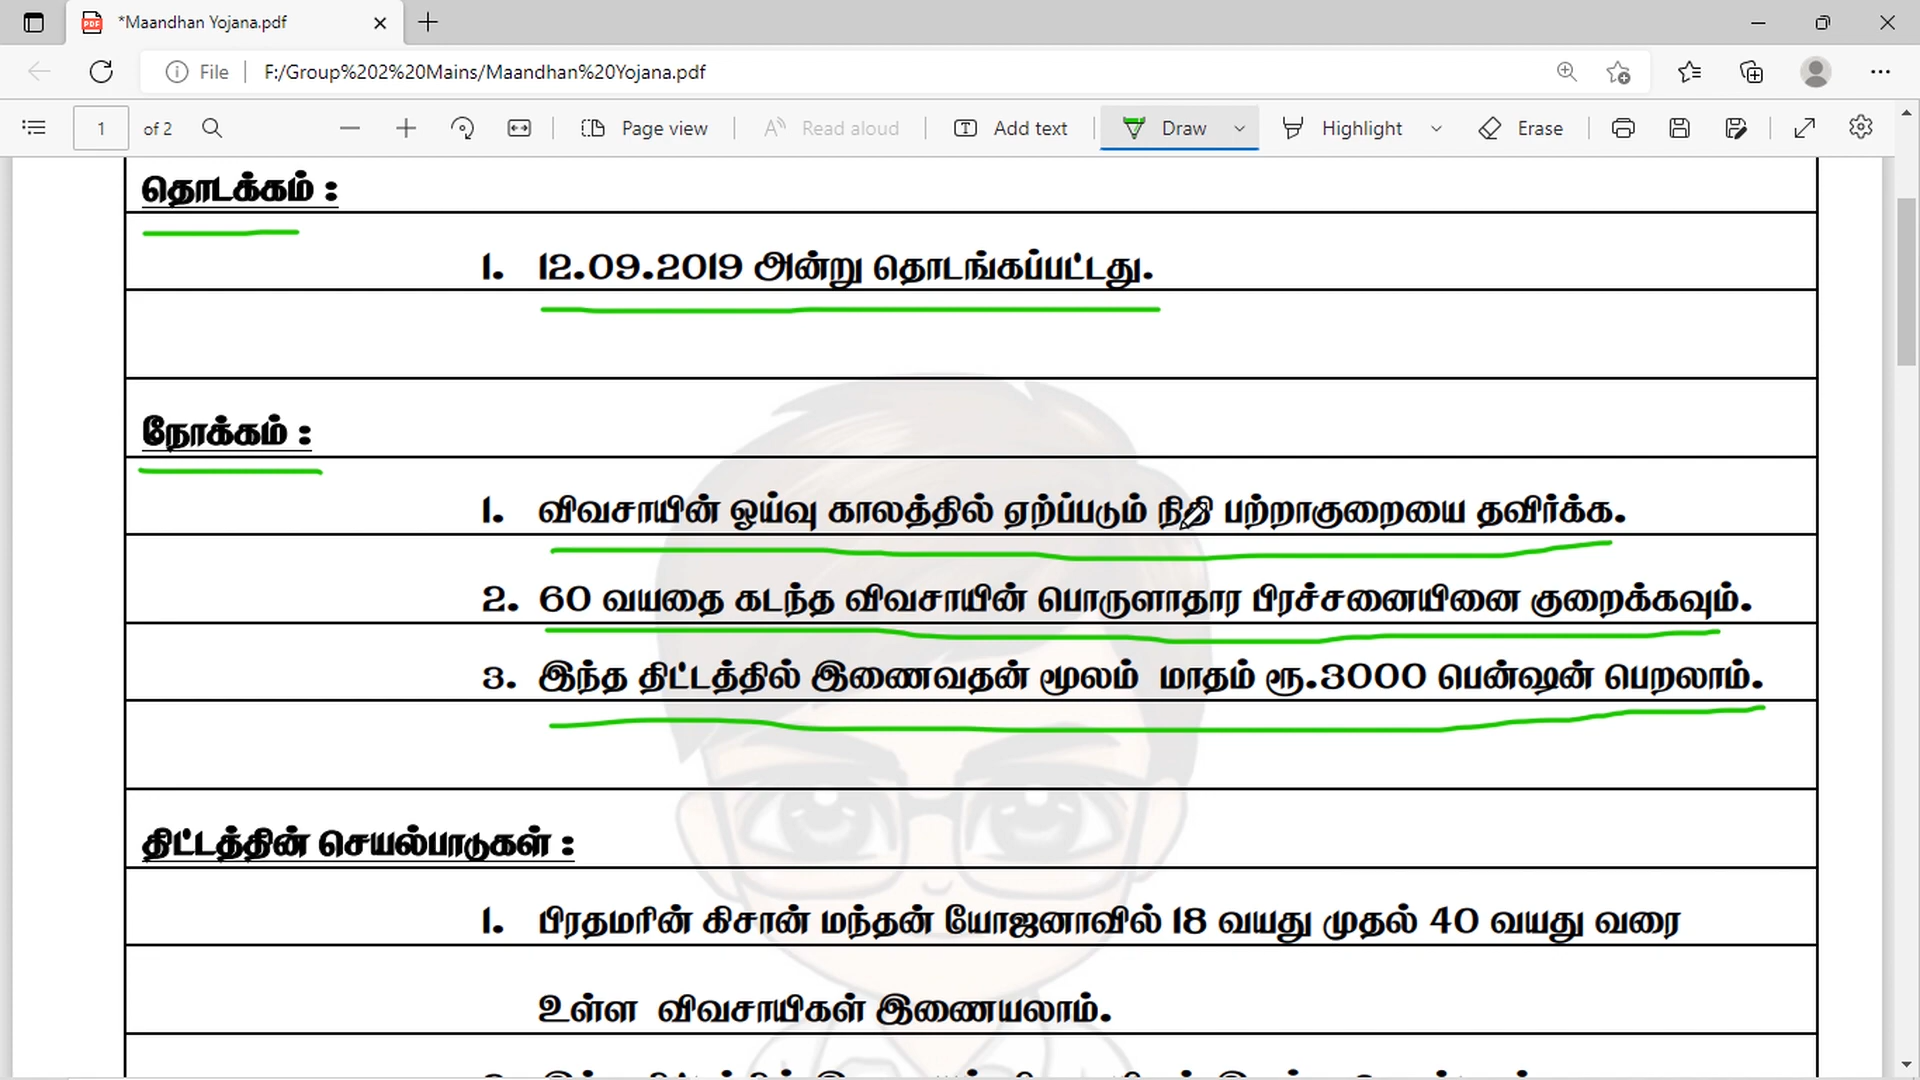 *Maandhan Yojana.pdf
File F:/Group%202%20Mains/Maandhan%20Yojana.pdf
1 of 2 Page view Read aloud Add text Draw Highlight Erase
தொடக்கம் :
1. 12.09.2019 அன்று தொடங்கப்பட்டது.
நோக்கம் :
1. விவசாயின் ஓய்வு காலத்தில் ஏற்ப்படும் நிதி பற்றாகுறையை தவிர்க்க.
2. 60 வயதை கடந்த விவசாயின் பொருளாதார பிரச்சனையினை குறைக்கவும்.
3. இந்த திட்டத்தில் இணைவதன் மூலம் மாதம் ரூ.3000 பென்ஷன் பெறலாம்.
திட்டத்தின் செயல்பாடுகள் :
1. பிரதமரின் கிசான் மந்தன் யோஜனாவில் 18 வயது முதல் 40 வயது வரை
உள்ள விவசாயிகள் இணையலாம்.